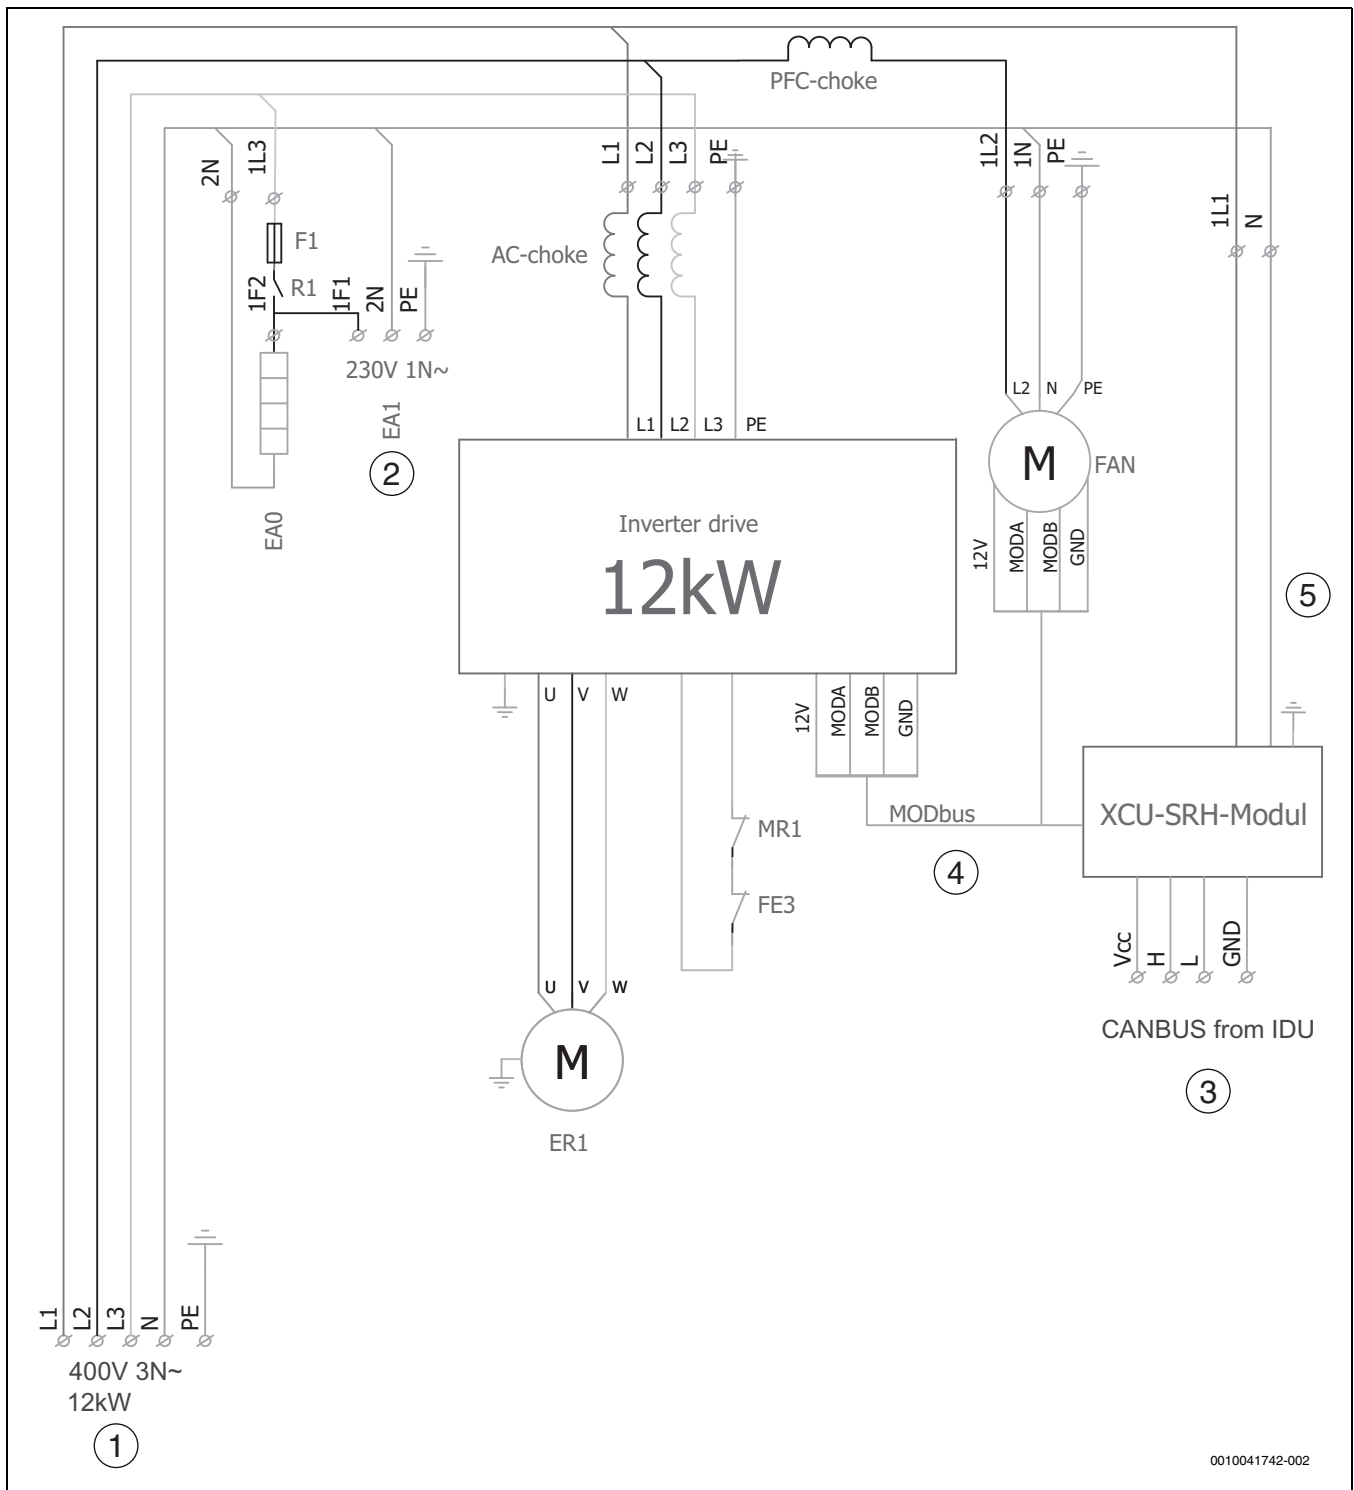 PFC-choke
2N
1L3
L1
L2
L3
PE
1L2
1N
PE
1L1
N
F1
AC-choke
1F2
R1
1F1
2N
PE
230V 1N~
EA1
2
EA0
L1 L2 L3 PE
L2 N PE
M
FAN
Inverter drive
12kW
12V
MODA
MODB
GND
5
U V W
12V
MODA
MODB
GND
MODbus
XCU-SRH-Modul
MR1
4
FE3
Vcc
H
L
GND
U V W
CANBUS from IDU
M
3
ER1
L1
L2
L3
N
PE
400V 3N~
12kW
1
0010041742-002